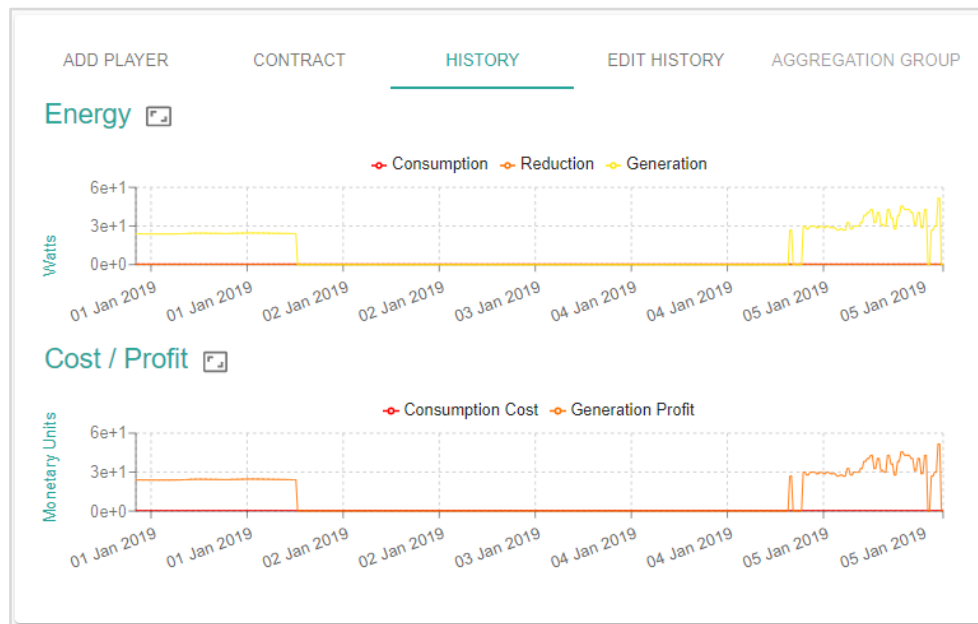 ADD PLAYER CONTRACT HISTORY EDIT HISTORY AGGREGATION GROUP
Energy
Consumption Reduction Generation
Watts
6e+1
3e+1
0e+0
01 Jan 2019 01 Jan 2019 02 Jan 2019 02 Jan 2019 03 Jan 2019 04 Jan 2019 04 Jan 2019 05 Jan 2019 05 Jan 2019
Cost / Profit
Consumption Cost Generation Profit
Monetary Units
6e+1
3e+1
0e+0
01 Jan 2019 01 Jan 2019 02 Jan 2019 02 Jan 2019 03 Jan 2019 04 Jan 2019 04 Jan 2019 05 Jan 2019 05 Jan 2019